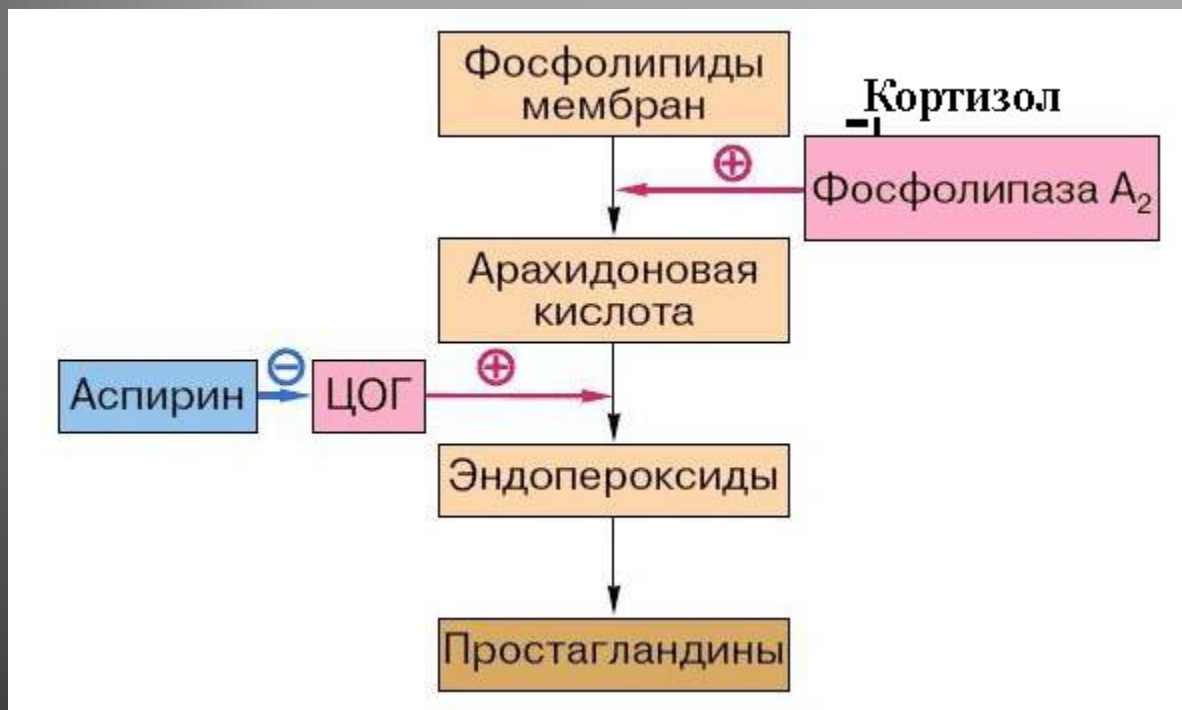 Фосфолипиды
мембран
Кортизол
-
+
Фосфолипаза А₂
Арахидоновая
кислота
− +
Аспирин ЦОГ
Эндопероксиды
Простагландины